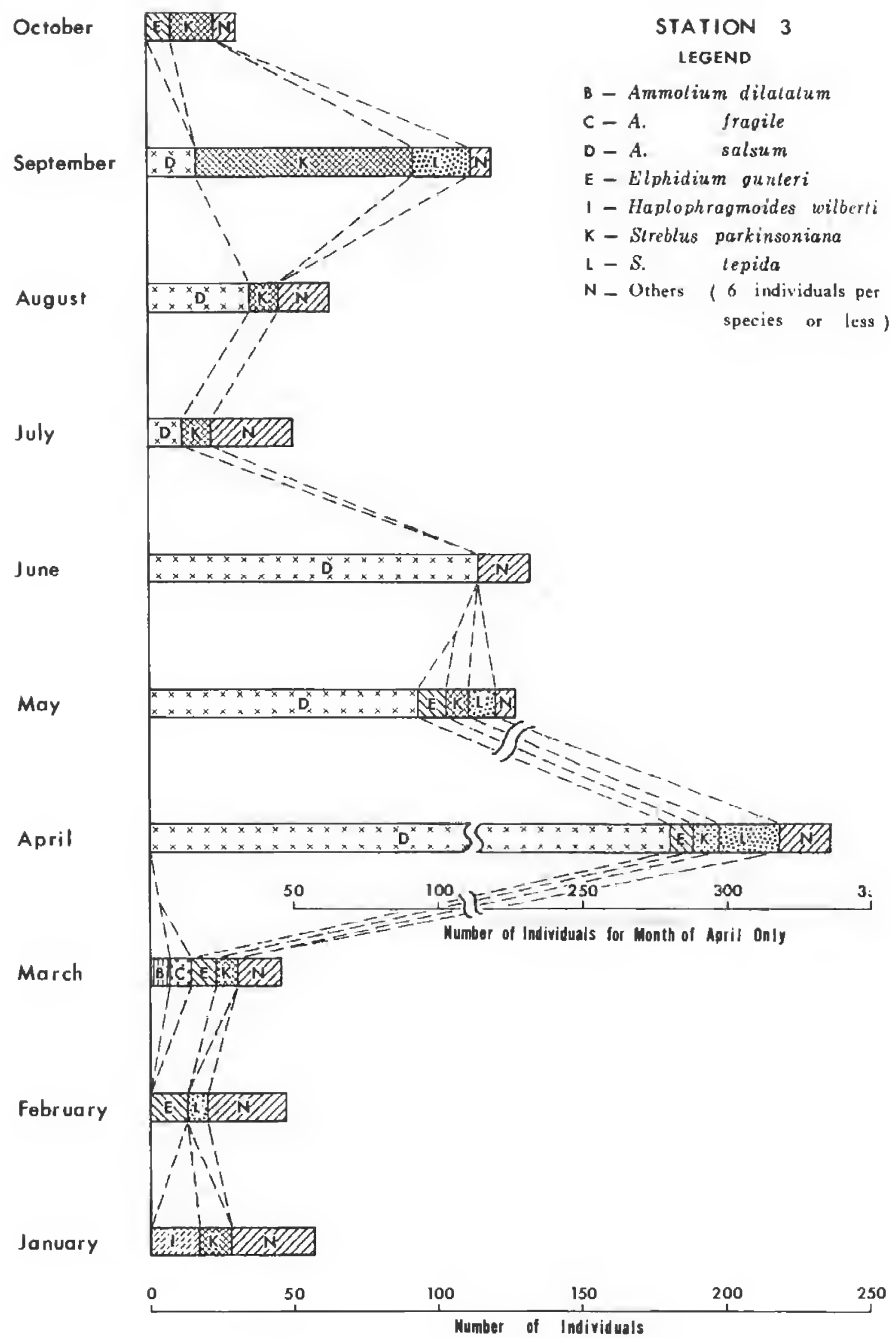 STATION 3
LEGEND
B – Ammotium dilatatum
C – A. fragile
D – A. salsum
E – Elphidium gunteri
I – Haplophragmoides wilberti
K – Streblus parkinsoniana
L – S. tepida
N – Others ( 6 individuals per
species or less )
October
E K N
September
D K L N
August
D K N
July
D K N
June
D N
May
D E K L N
April
D E K L N
50 100 250 300 35
Number of Individuals for Month of April Only
March
B C E K N
February
E L N
January
I K N
0 50 100 150 200 250
Number of Individuals